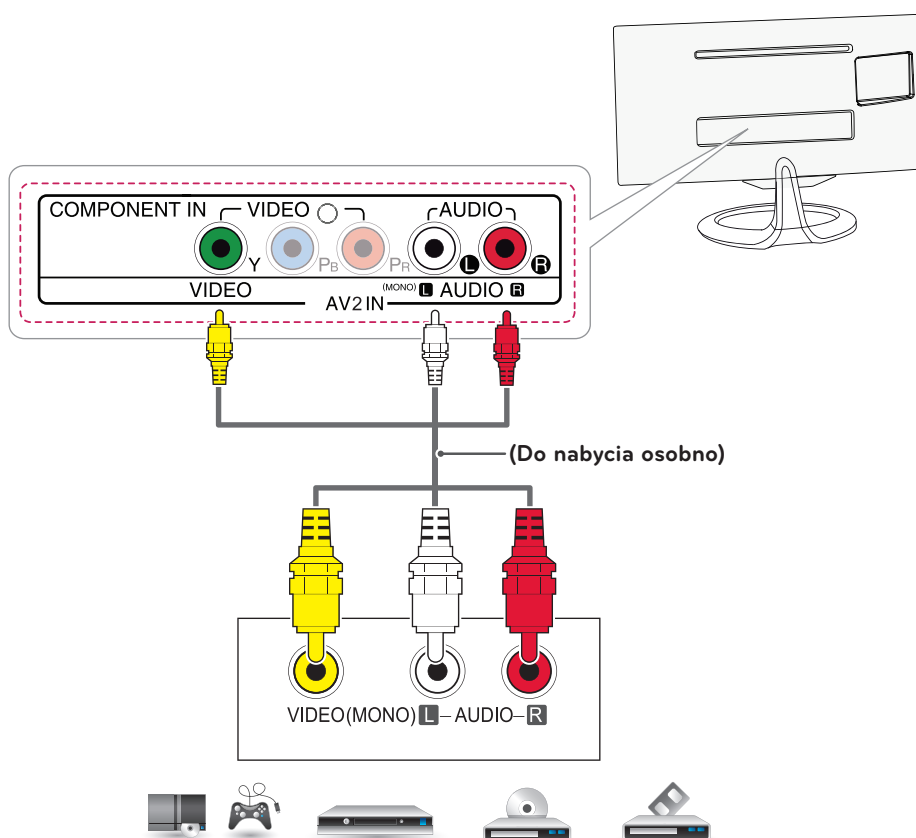 COMPONENT IN VIDEO AUDIO
Y PB PR L R
VIDEO (MONO) L AUDIO R
AV2 IN
(Do nabycia osobno)
VIDEO (MONO) L - AUDIO - R